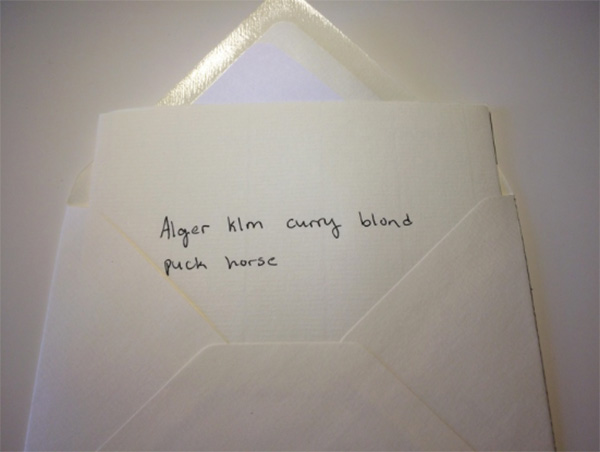 Alger klm curry blond
puck horse